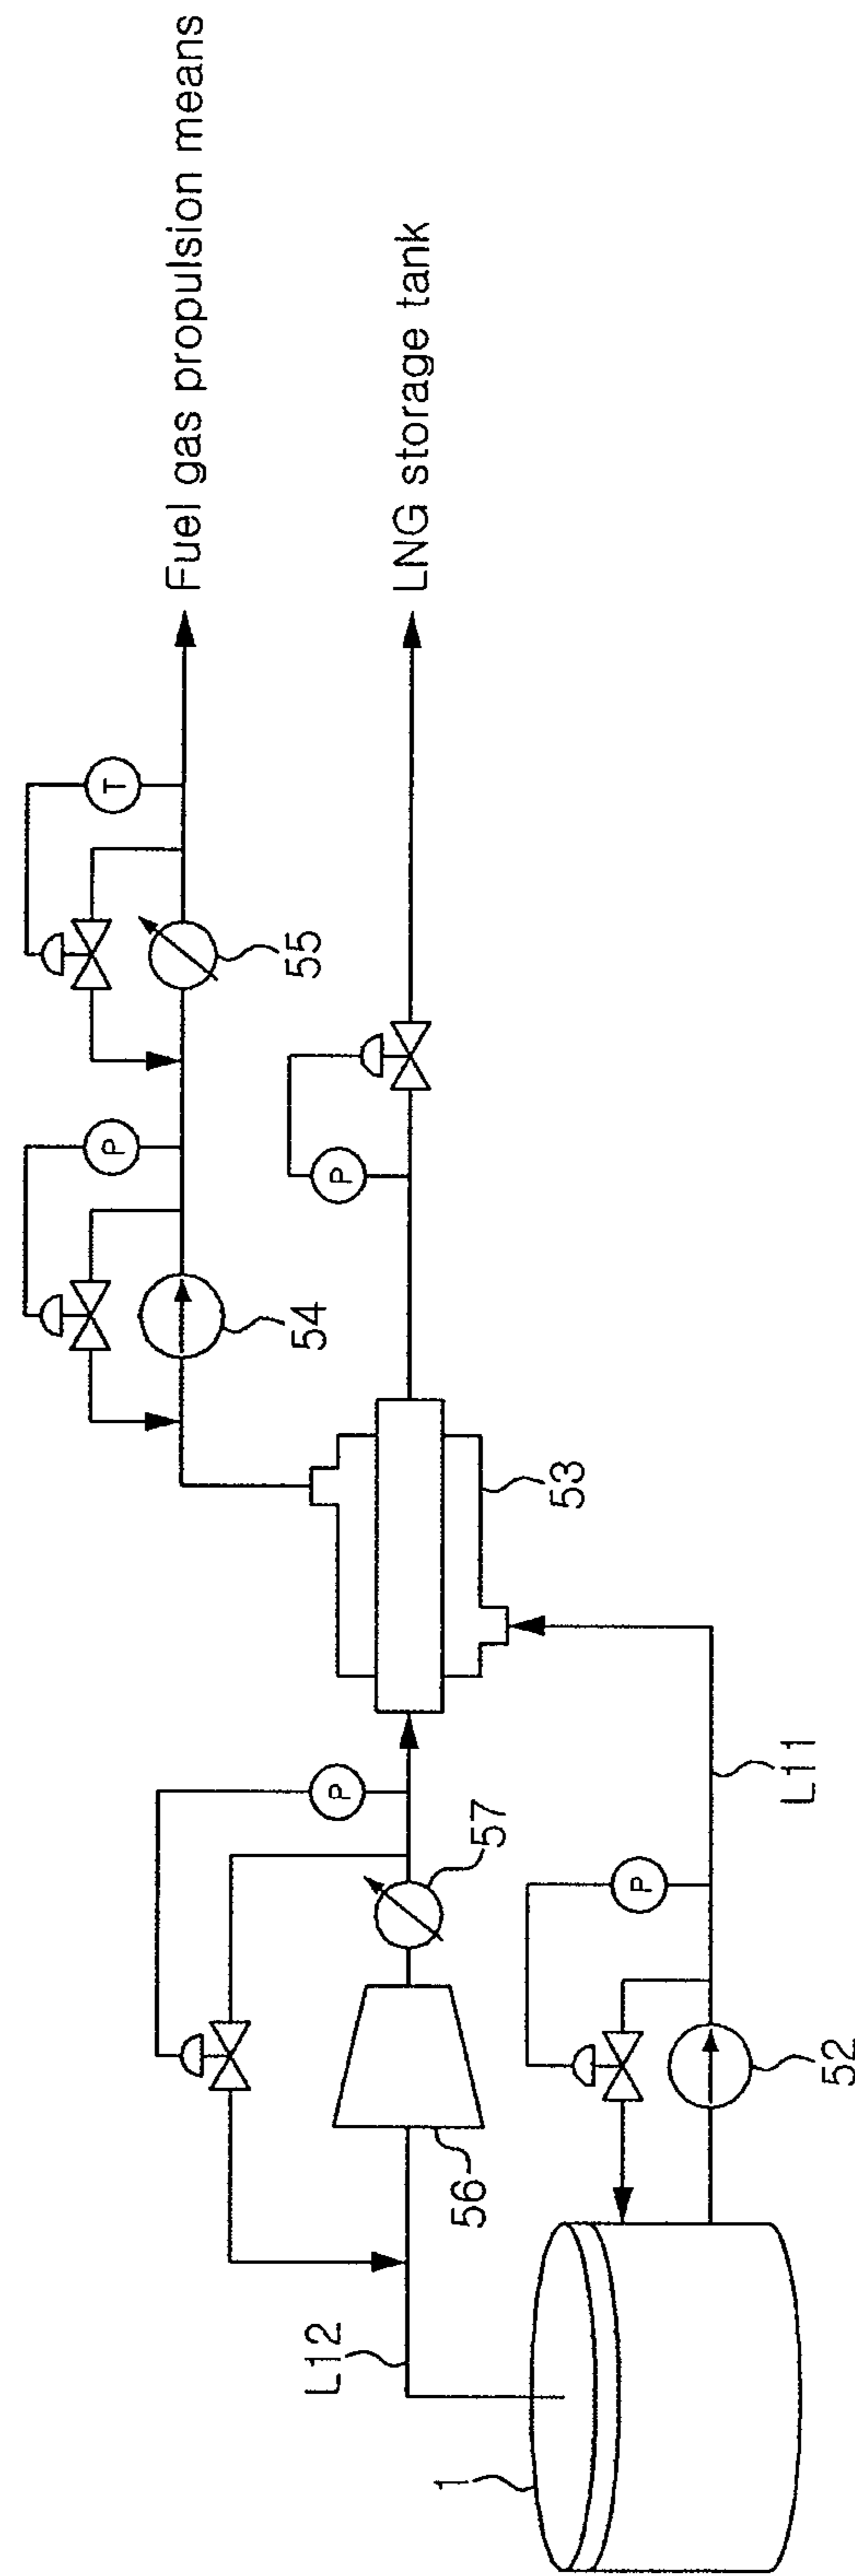 Fuel gas propulsion means
LNG storage tank
T
55
P
54
P
53
P
57
56
L12
P
L11
52
1